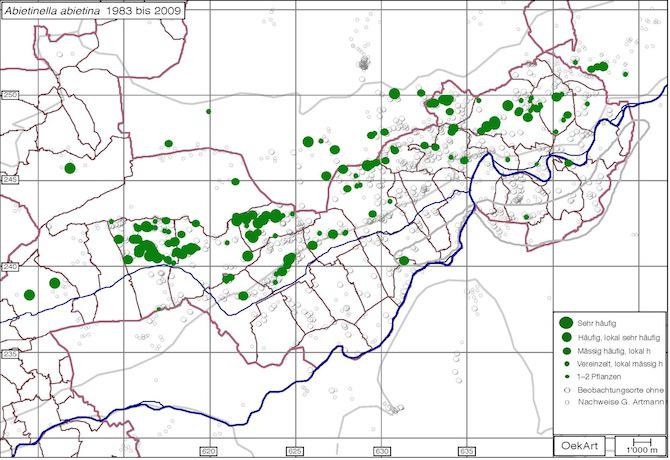 Abietinella abietina 1983 bis 2009
250
245
240
235
620
625
630
635
Sehr häufig
Häufig, lokal sehr häufig
Mässig häufig, lokal h
Vereinzelt, lokal mässig h
1–2 Pflanzen
Beobachtungsorte ohne
Nachweise G. Artmann
OekArt
1'000 m